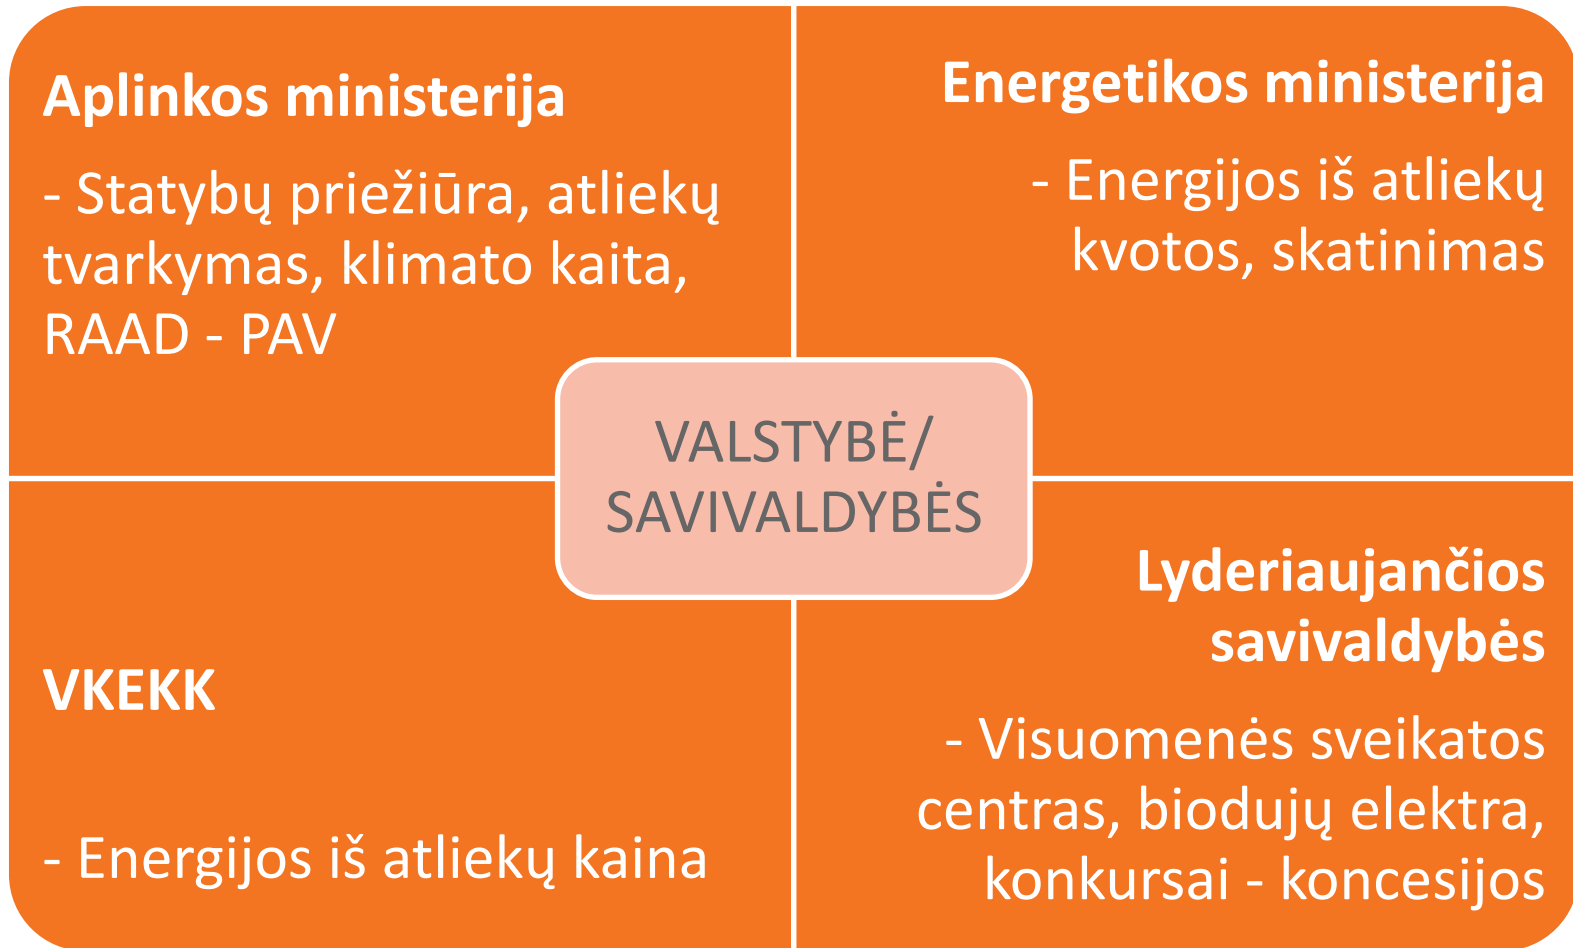 Aplinkos ministerija
- Statybų priežiūra, atliekų
tvarkymas, klimato kaita,
RAAD - PAV
Energetikos ministerija
- Energijos iš atliekų
kvotos, skatinimas
VALSTYBĖ/
SAVIVALDYBĖS
VKEKK
- Energijos iš atliekų kaina
Lyderiaujančios
savivaldybės
- Visuomenės sveikatos
centras, biodujų elektra,
konkursai - koncesijos